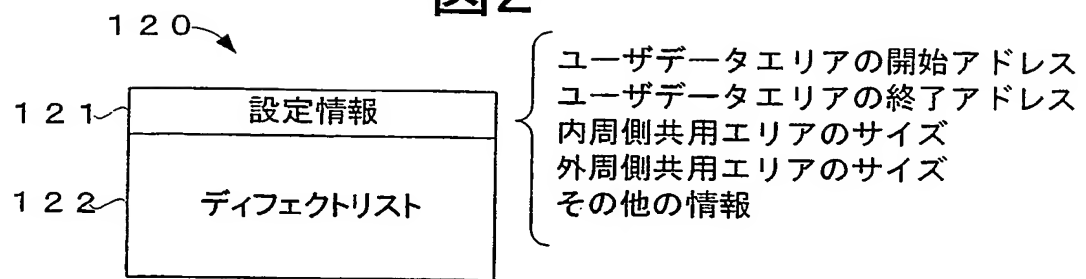 図2
120
121
設定情報
122
ディフェクトリスト
ユーザデータエリアの開始アドレス
ユーザデータエリアの終了アドレス
内周側共用エリアのサイズ
外周側共用エリアのサイズ
その他の情報